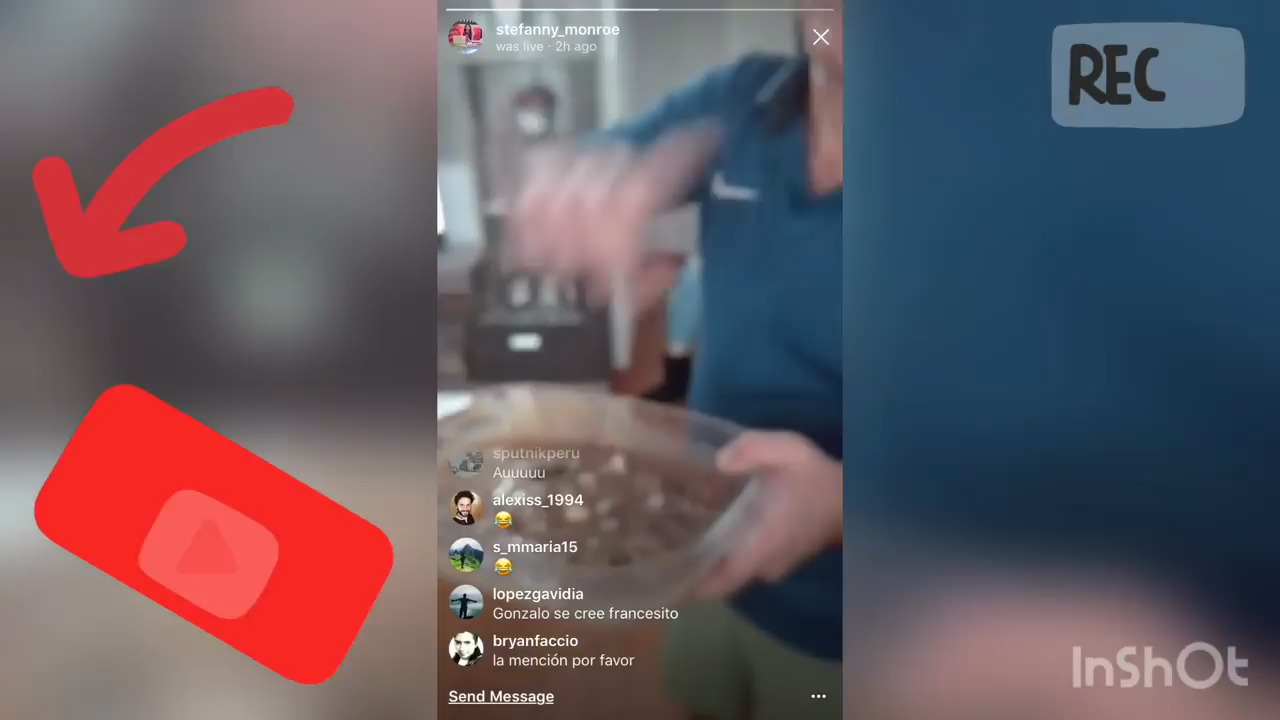 stefanny_monroe
was live · 2h ago
REC
sputnikperu
Auuuuu
alexiss_1994
😂
s_mmaria15
😂
lopezgavidia
Gonzalo se cree francesito
bryanfaccio
la mención por favor
Send Message
InShOt